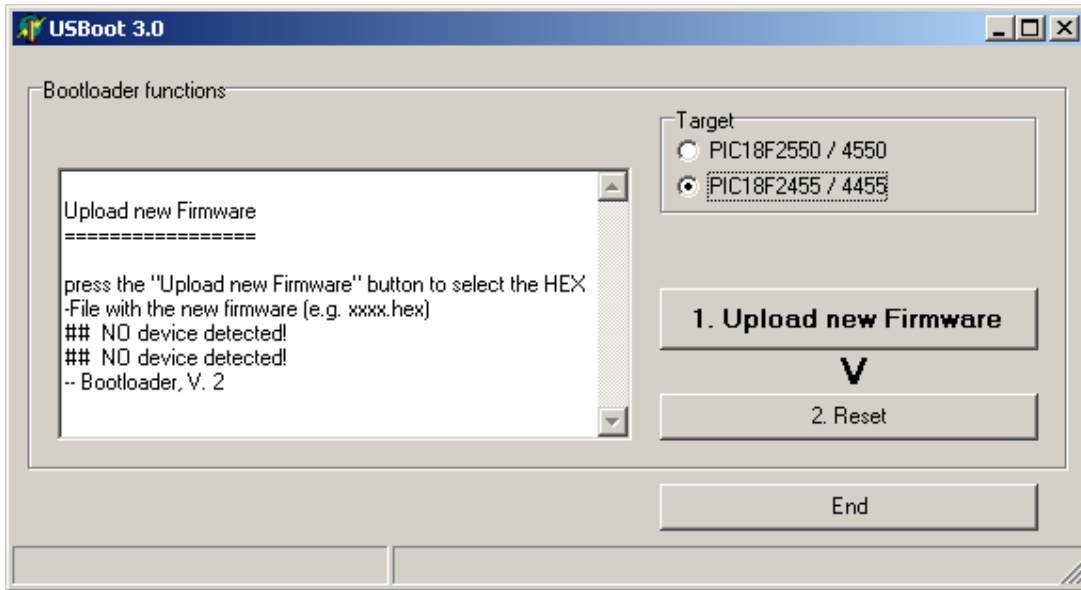 USBoot 3.0
Bootloader functions
Upload new Firmware
=================
press the "Upload new Firmware" button to select the HEX
-File with the new firmware (e.g. xxxx.hex)
## NO device detected!
## NO device detected!
-- Bootloader, V. 2
Target
PIC18F2550 / 4550
PIC18F2455 / 4455
1. Upload new Firmware
V
2. Reset
End